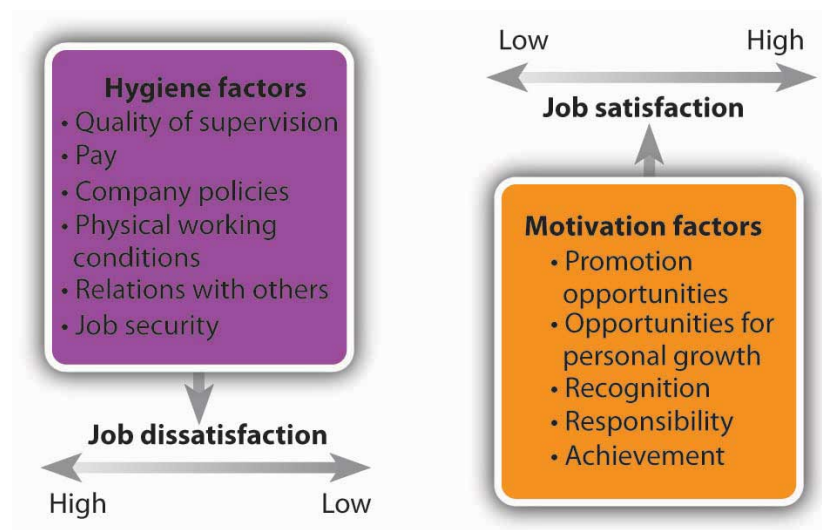 Hygiene factors
• Quality of supervision
• Pay
• Company policies
• Physical working
conditions
• Relations with others
• Job security
Job dissatisfaction
High Low
Low High
Job satisfaction
Motivation factors
• Promotion
opportunities
• Opportunities for
personal growth
• Recognition
• Responsibility
• Achievement